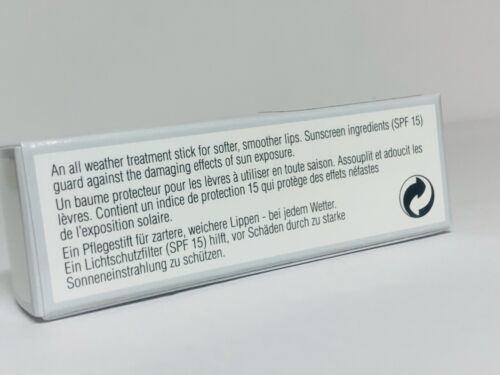 An all weather treatment stick for softer, smoother lips. Sunscreen ingredients (SPF 15)
guard against the damaging effects of sun exposure.
Un baume protecteur pour les lèvres à utiliser en toute saison. Assouplit et adoucit les
lèvres. Contient un indice de protection 15 qui protège des effets néfastes
de l'exposition solaire.
Ein Pflegestift für zartere, weichere Lippen - bei jedem Wetter.
Ein Lichtschutzfilter (SPF 15) hilft, vor Schäden durch zu starke
Sonneneinstrahlung zu schützen.